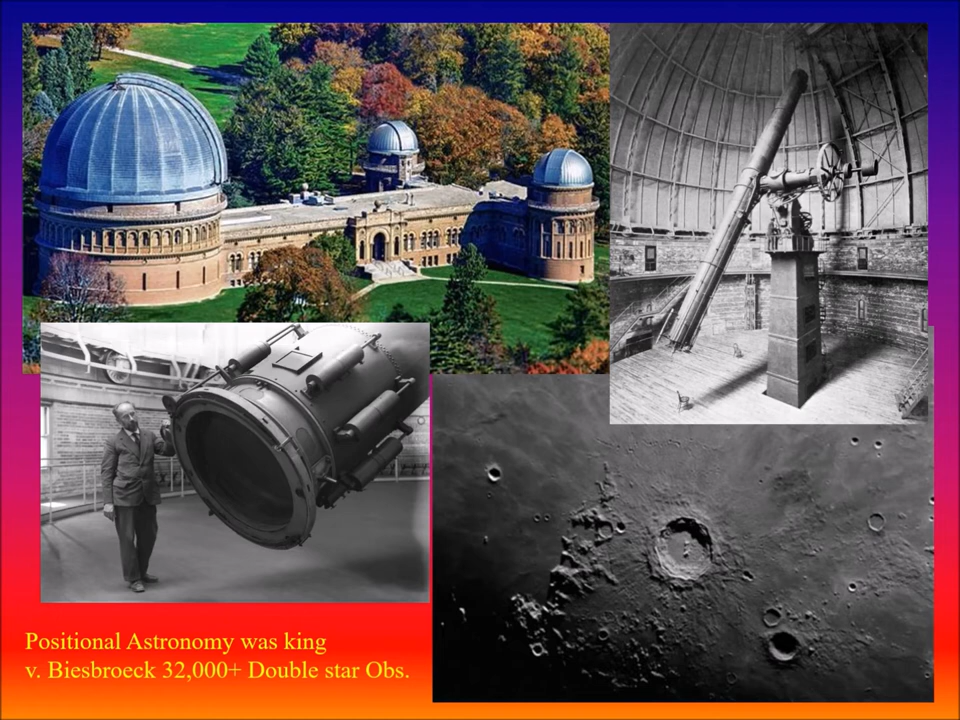 Positional Astronomy was king
v. Biesbroeck 32,000+ Double star Obs.